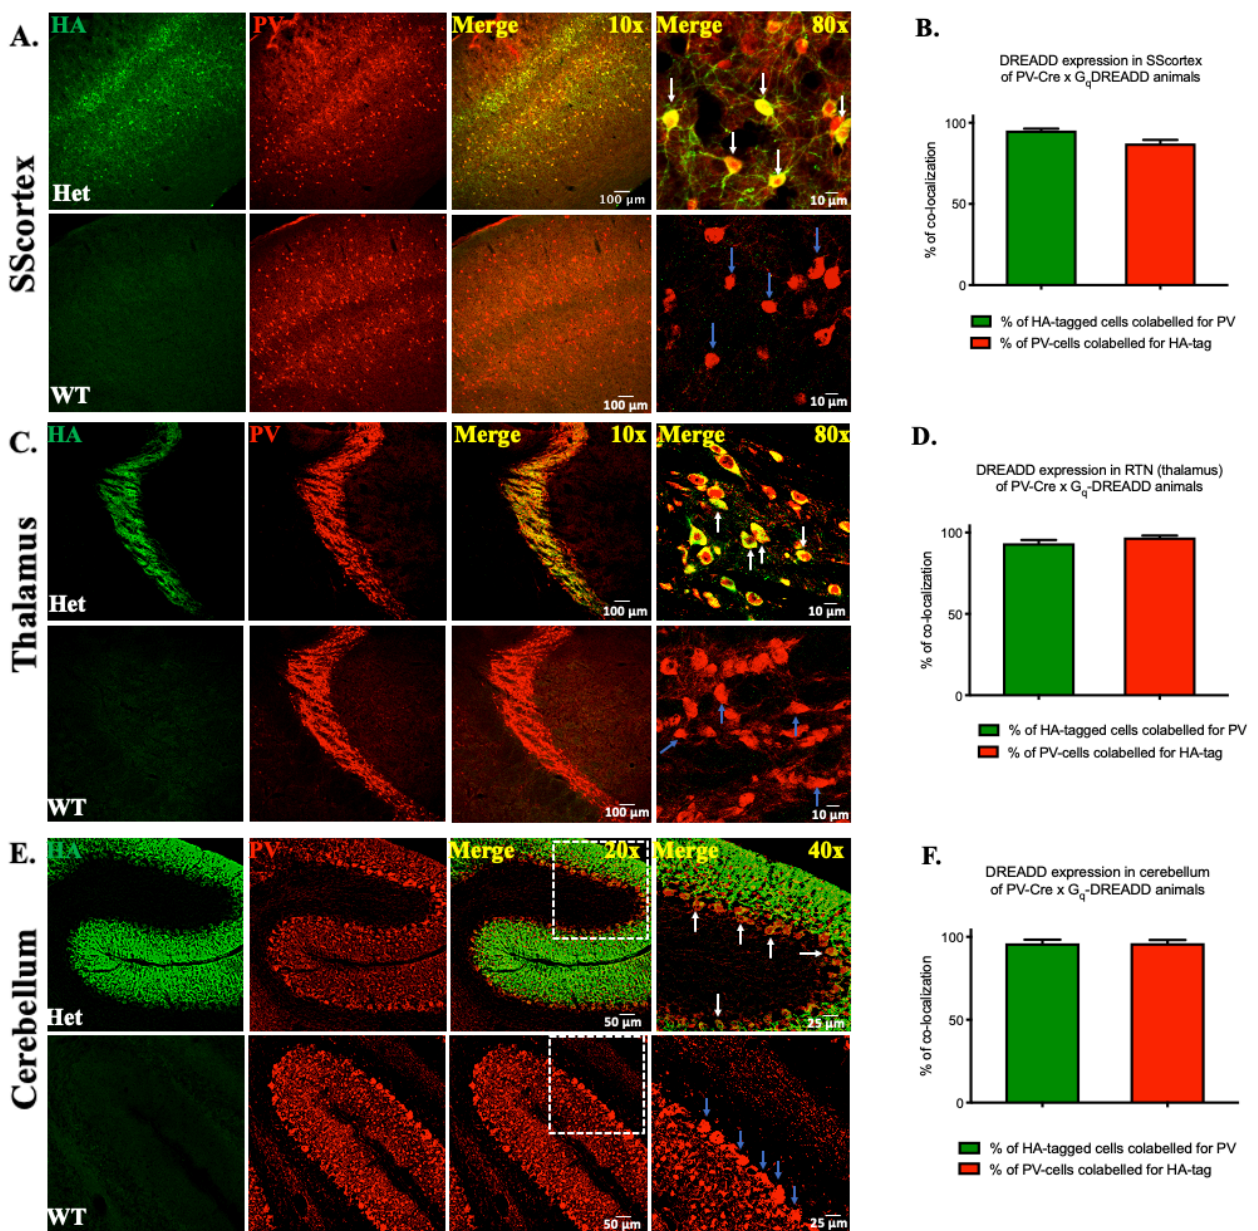 A.
SScortex
HA
PV
Merge 10x
Merge 80x
Het
100 µm
10 µm
WT
100 µm
10 µm
B.
DREADD expression in SScortex
of PV-Cre x GqDREADD animals
% of co-localization
100
50
0
% of HA-tagged cells colabelled for PV
% of PV-cells colabelled for HA-tag
C.
Thalamus
HA
PV
Merge 10x
Merge 80x
Het
100 µm
10 µm
WT
100 µm
10 µm
D.
DREADD expression in RTN (thalamus)
of PV-Cre x Gq-DREADD animals
% of co-localization
100
50
0
% of HA-tagged cells colabelled for PV
% of PV-cells colabelled for HA-tag
E.
Cerebellum
HA
PV
Merge 20x
Merge 40x
Het
50 µm
25 µm
WT
50 µm
25 µm
F.
DREADD expression in cerebellum
of PV-Cre x Gq-DREADD animals
% of co-localization
100
50
0
% of HA-tagged cells colabelled for PV
% of PV-cells colabelled for HA-tag